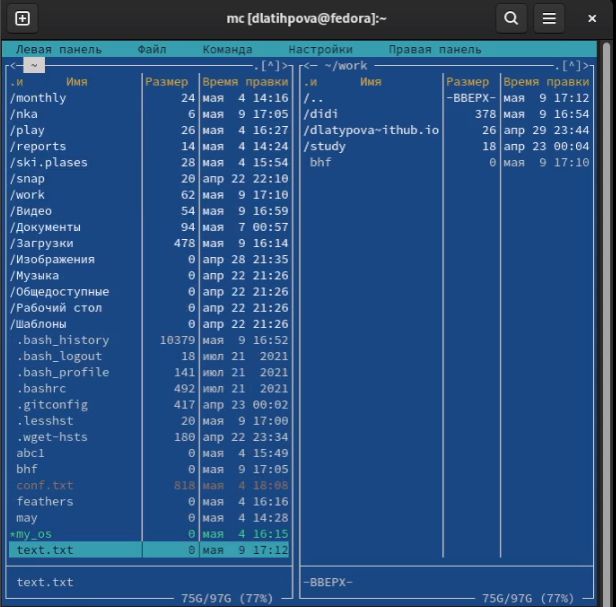 mc [dlatihpova@fedora]:~
Левая панель Файл Команда Настройки Правая панель
<- ~ .[^]> <- ~/work .[^]>
.и Имя Размер Время правки .и Имя Размер Время правки
/monthly 24 мая 4 14:16 /.. -ВВЕРХ- мая 9 17:12
/nka 6 мая 9 17:05 /didi 378 мая 9 16:54
/play 26 мая 4 16:27 /dlatypova~ithub.io 26 апр 29 23:44
/reports 14 мая 4 14:24 /study 18 апр 23 00:04
/ski.plases 28 мая 4 15:54 bhf 0 мая 9 17:10
/snap 20 апр 22 22:10
/work 62 мая 9 17:10
/Видео 54 мая 9 16:59
/Документы 94 мая 7 00:57
/Загрузки 478 мая 9 16:14
/Изображения 0 апр 28 21:35
/Музыка 0 апр 22 21:26
/Общедоступные 0 апр 22 21:26
/Рабочий стол 0 апр 22 21:26
/Шаблоны 0 апр 22 21:26
.bash_history 10379 мая 9 16:52
.bash_logout 18 июл 21 2021
.bash_profile 141 июл 21 2021
.bashrc 492 июл 21 2021
.gitconfig 417 апр 23 00:02
.lesshst 20 мая 9 17:00
.wget-hsts 180 апр 22 23:34
abc1 0 мая 4 15:49
bhf 0 мая 9 17:05
conf.txt 818 мая 4 18:08
feathers 0 мая 4 16:16
may 0 мая 4 14:28
*my_os 0 мая 4 16:15
text.txt 0 мая 9 17:12
text.txt -ВВЕРХ-
75G/97G (77%) 75G/97G (77%)